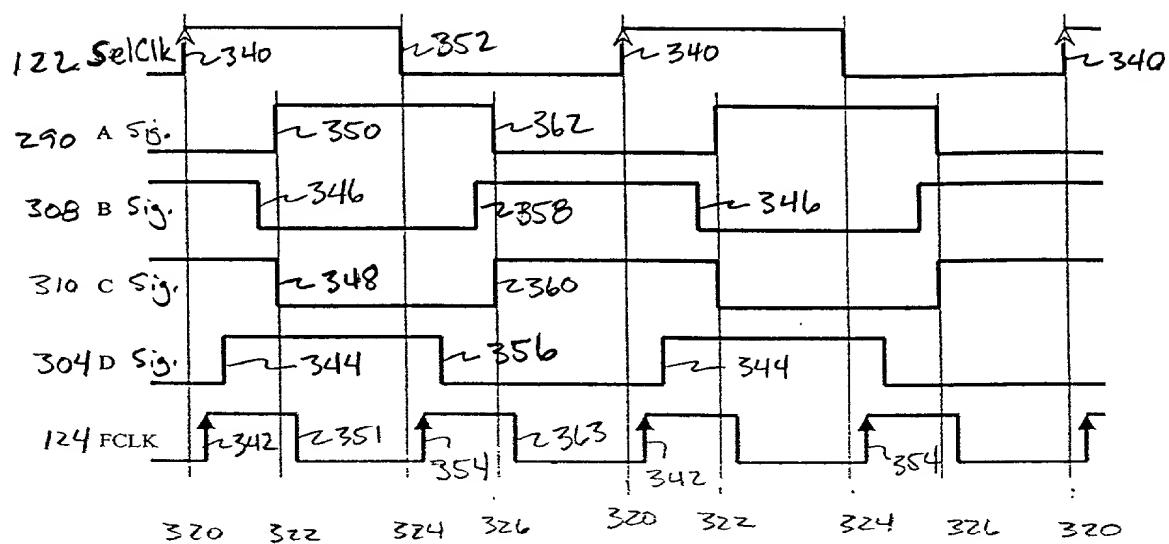 122 SelClk 340 352 340 340
290 A Sig. 350 362
308 B Sig. 346 358 346
310 C Sig. 348 360
304 D Sig. 344 356 344
124 FCLK 342 351 354 363 342 354
320 322 324 326 320 322 324 326 320